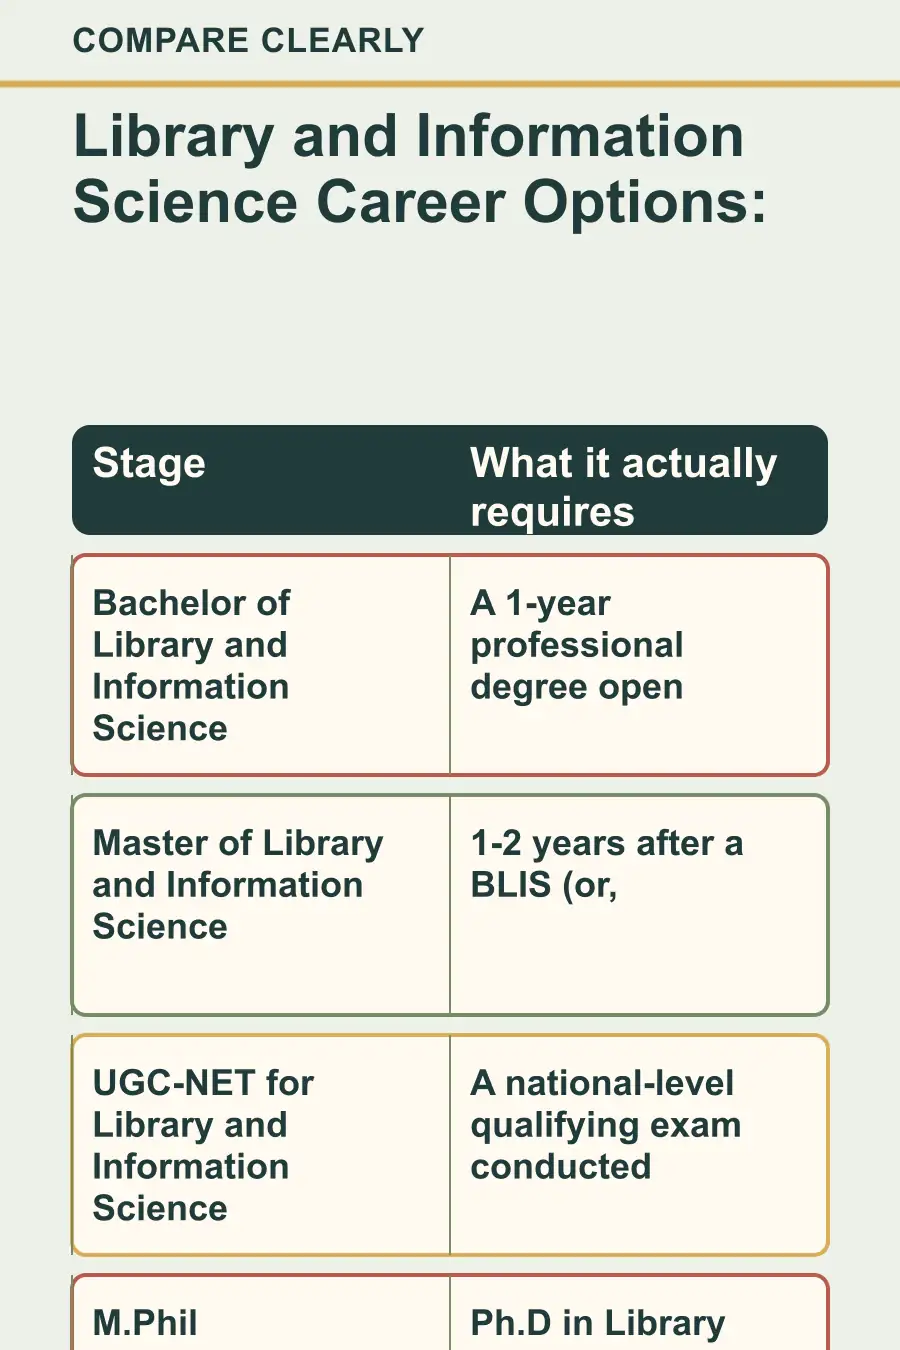 COMPARE CLEARLY
Library and Information
Science Career Options:
Stage
What it actually
requires
Bachelor of
Library and
Information
Science
A 1-year
professional
degree open
Master of Library
and Information
Science
1-2 years after a
BLIS (or,
UGC-NET for
Library and
Information
Science
A national-level
qualifying exam
conducted
M.Phil
Ph.D in Library